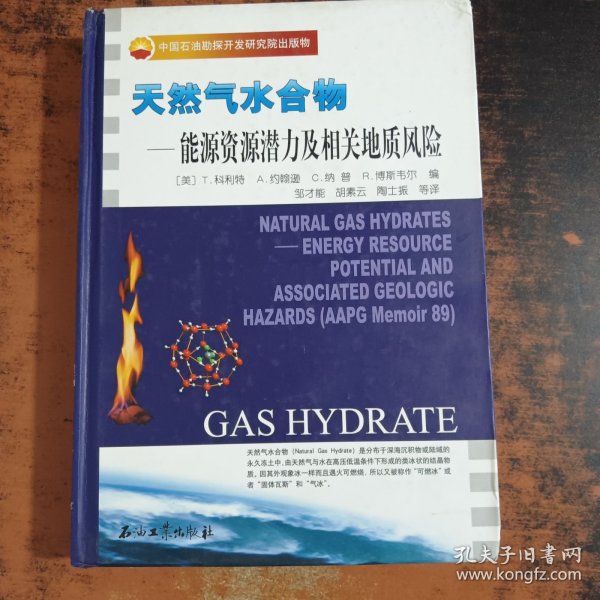 中国石油勘探开发研究院出版物
天然气水合物
——能源资源潜力及相关地质风险
[美] T.科利特 A.约翰逊 C.纳普 R.博斯韦尔 编
邹才能 胡素云 陶士振 等译
NATURAL GAS HYDRATES
——ENERGY RESOURCE
POTENTIAL AND
ASSOCIATED GEOLOGIC
HAZARDS (AAPG Memoir 89)
GAS HYDRATE
天然气水合物 (Natural Gas Hydrate) 是分布于深海沉积物或陆域的
永久冻土中,由天然气与水在高压低温条件下形成的类冰状的结晶物
质。因其外观象冰一样而且遇火可燃烧,所以又被称作“可燃冰”或
者“固体瓦斯”和“气冰”。
石油工业出版社
孔夫子旧书网
www.kongfz.com